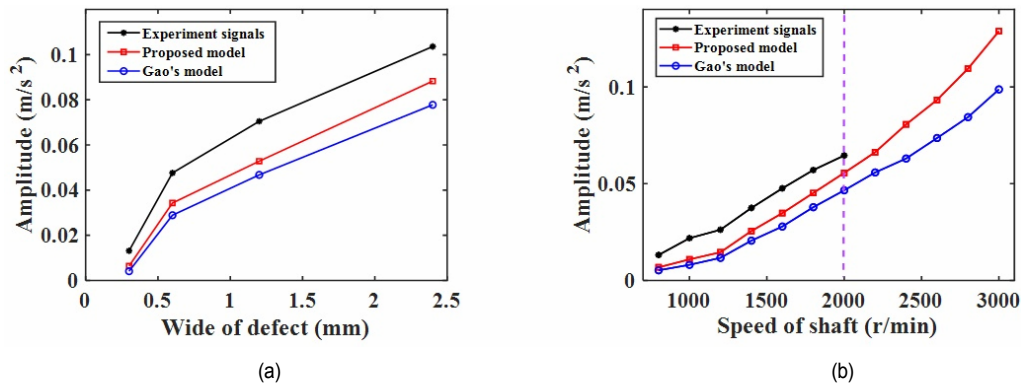 Experiment signals
Proposed model
Gao's model
Amplitude (m/s 2)
0.1
0.08
0.06
0.04
0.02
0
0 0.5 1 1.5 2 2.5
Wide of defect (mm)
(a)
Experiment signals
Proposed model
Gao's model
Amplitude (m/s 2)
0.1
0.05
0
1000 1500 2000 2500 3000
Speed of shaft (r/min)
(b)